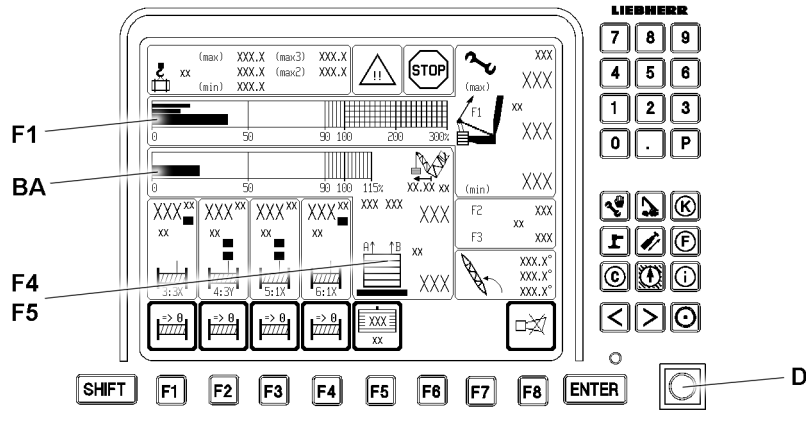 LIEBHERR
7 8 9
4 5 6
1 2 3
0 . P
(max) XXX.X (max3) XXX.X
xx XXX.X (max2) XXX.X
(min) XXX.X
!!
STOP
XXX
(max) XXX
F1 xx
XXX
(min) XXX
F1
0 50 90 100 200 300%
BA
0 50 90 100 115%
XX.XX xx
XXX xx
xx
3:3X
XXX xx
xx
4:3Y
XXX xx
5:1X
XXX xx
xx
6:1X
XXX XXX
XXX
A↑ ↑B xx
XXX
F2 XXX
xx
F3 XXX
XXX.X°
XXX.X°
XXX.X°
F4
F5
=> 0
=> 0
=> 0
=> 0
XXX
xx
K
F
C i
< >
D
SHIFT F1 F2 F3 F4 F5 F6 F7 F8 ENTER